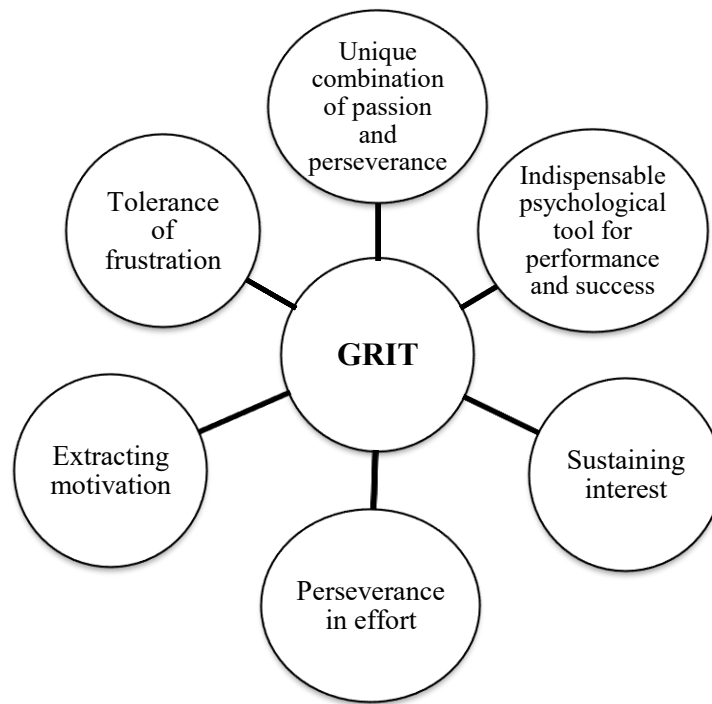 Unique
combination
of passion
and
perseverance
Indispensable
psychological
tool for
performance
and success
Tolerance
of
frustration
GRIT
Extracting
motivation
Sustaining
interest
Perseverance
in effort